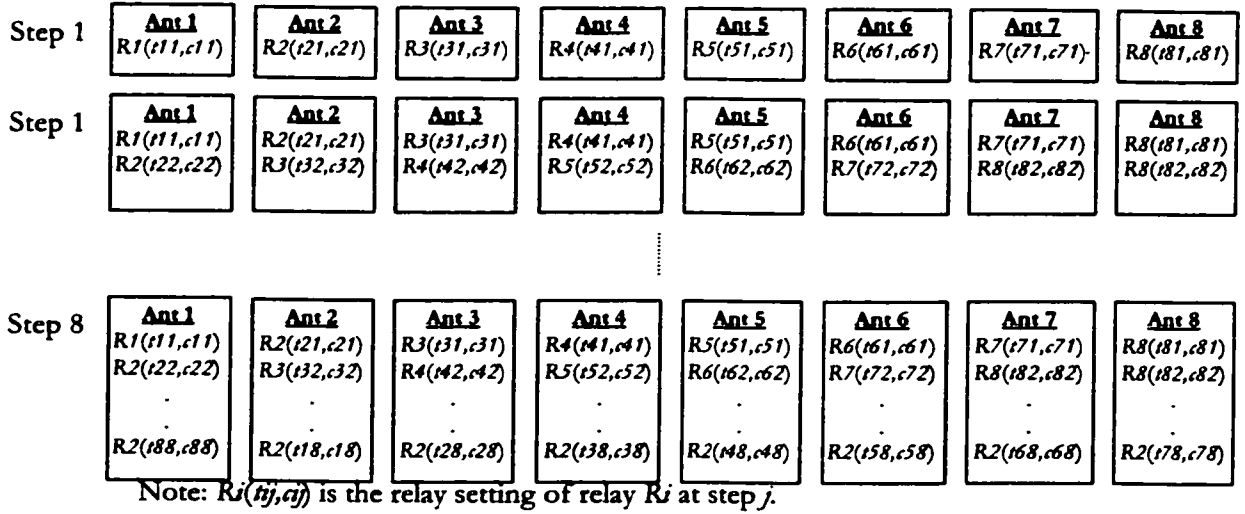 Step 1
Ant 1 Ant 2 Ant 3 Ant 4 Ant 5 Ant 6 Ant 7 Ant 8
R1(t11,c11) R2(t21,c21) R3(t31,c31) R4(t41,c41) R5(t51,c51) R6(t61,c61) R7(t71,c71)- R8(t81,c81)
Step 1
Ant 1 Ant 2 Ant 3 Ant 4 Ant 5 Ant 6 Ant 7 Ant 8
R1(t11,c11) R2(t21,c21) R3(t31,c31) R4(t41,c41) R5(t51,c51) R6(t61,c61) R7(t71,c71) R8(t81,c81)
R2(t22,c22) R3(t32,c32) R4(t42,c42) R5(t52,c52) R6(t62,c62) R7(t72,c72) R8(t82,c82) R8(t82,c82)
Step 8
Ant 1 Ant 2 Ant 3 Ant 4 Ant 5 Ant 6 Ant 7 Ant 8
R1(t11,c11) R2(t21,c21) R3(t31,c31) R4(t41,c41) R5(t51,c51) R6(t61,c61) R7(t71,c71) R8(t81,c81)
R2(t22,c22) R3(t32,c32) R4(t42,c42) R5(t52,c52) R6(t62,c62) R7(t72,c72) R8(t82,c82) R8(t82,c82)
. . . . . . . .
. . . . . . . .
R2(t88,c88) R2(t18,c18) R2(t28,c28) R2(t38,c38) R2(t48,c48) R2(t58,c58) R2(t68,c68) R2(t78,c78)
Note: Ri(tij,cij) is the relay setting of relay Ri at step j.